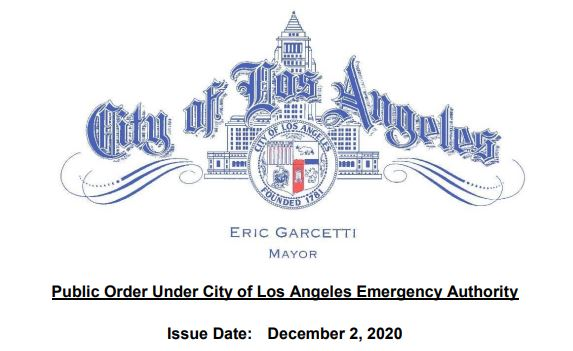 City of Los Angeles
CITY OF LOS ANGELES
FOUNDED 1781
ERIC GARCETTI
MAYOR
Public Order Under City of Los Angeles Emergency Authority
Issue Date: December 2, 2020